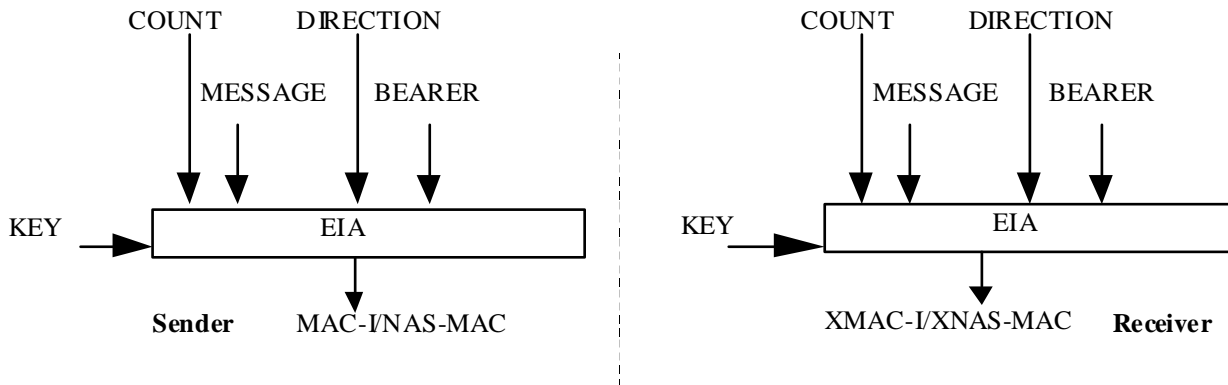 COUNT DIRECTION COUNT DIRECTION
MESSAGE BEARER MESSAGE BEARER
KEY EIA KEY EIA
Sender MAC-I/NAS-MAC XMAC-I/XNAS-MAC Receiver